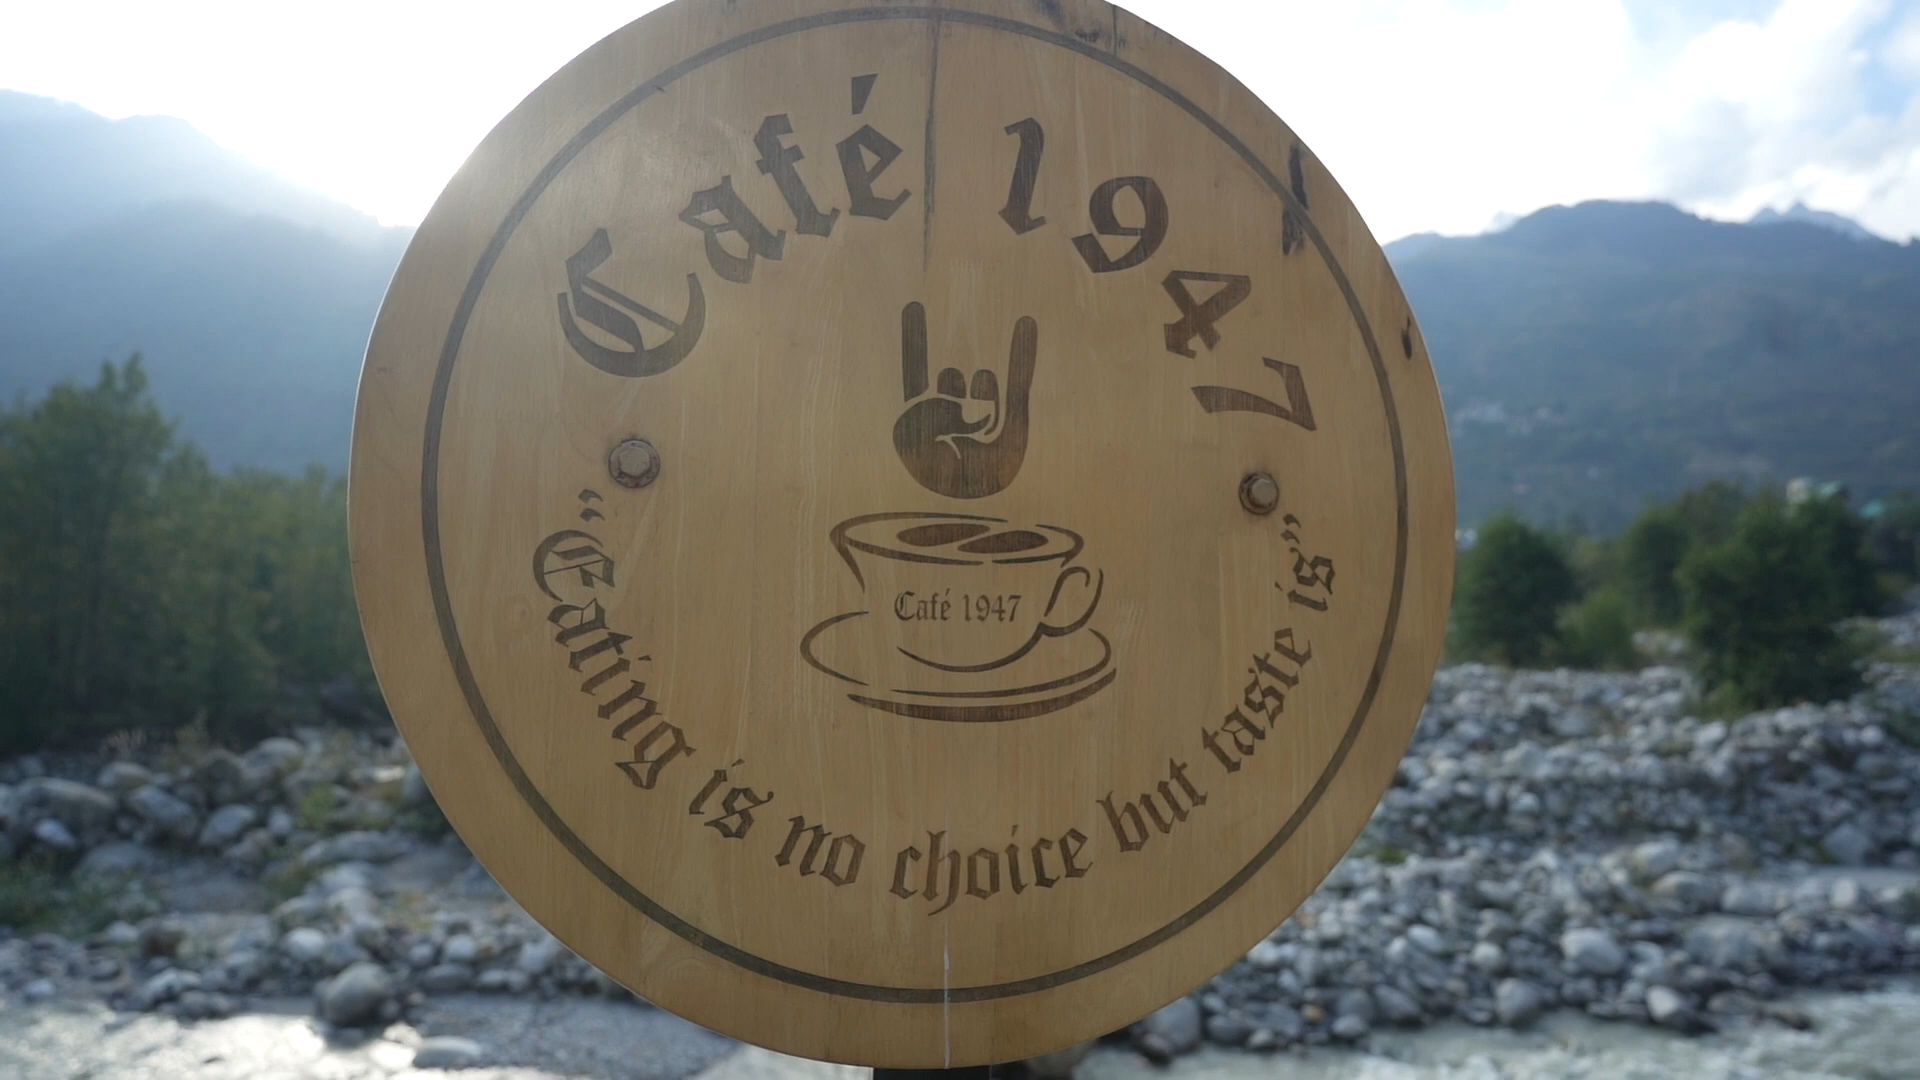 Café 1947
Café 1947
”Eating is no choice but taste is”